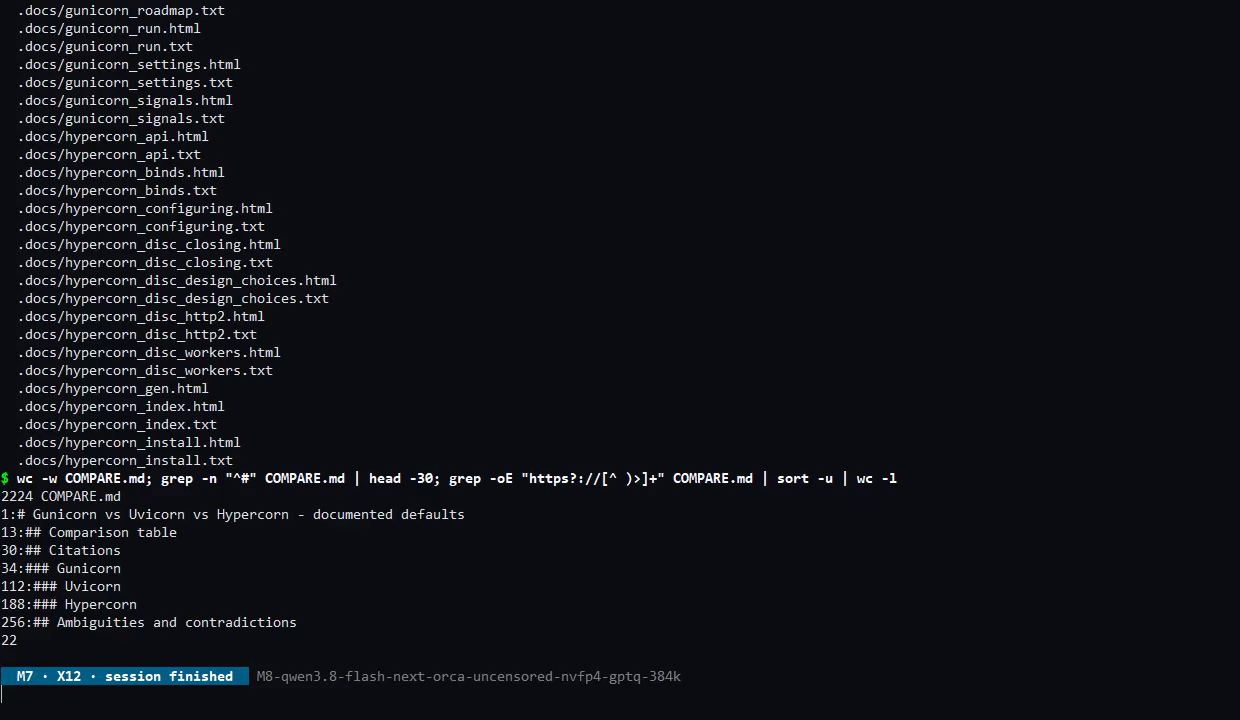 .docs/gunicorn_roadmap.txt
.docs/gunicorn_run.html
.docs/gunicorn_run.txt
.docs/gunicorn_settings.html
.docs/gunicorn_settings.txt
.docs/gunicorn_signals.html
.docs/gunicorn_signals.txt
.docs/hypercorn_api.html
.docs/hypercorn_api.txt
.docs/hypercorn_binds.html
.docs/hypercorn_binds.txt
.docs/hypercorn_configuring.html
.docs/hypercorn_configuring.txt
.docs/hypercorn_disc_closing.html
.docs/hypercorn_disc_closing.txt
.docs/hypercorn_disc_design_choices.html
.docs/hypercorn_disc_design_choices.txt
.docs/hypercorn_disc_http2.html
.docs/hypercorn_disc_http2.txt
.docs/hypercorn_disc_workers.html
.docs/hypercorn_disc_workers.txt
.docs/hypercorn_gen.html
.docs/hypercorn_index.html
.docs/hypercorn_index.txt
.docs/hypercorn_install.html
.docs/hypercorn_install.txt
$ wc -w COMPARE.md; grep -n "^#" COMPARE.md | head -30; grep -oE "https?://[^ )>]+" COMPARE.md | sort -u | wc -l
2224 COMPARE.md
1:# Gunicorn vs Uvicorn vs Hypercorn - documented defaults
13:## Comparison table
30:## Citations
34:### Gunicorn
112:### Uvicorn
188:### Hypercorn
256:## Ambiguities and contradictions
22
M7 · X12 · session finished M8-qwen3.8-flash-next-orca-uncensored-nvfp4-gptq-384k